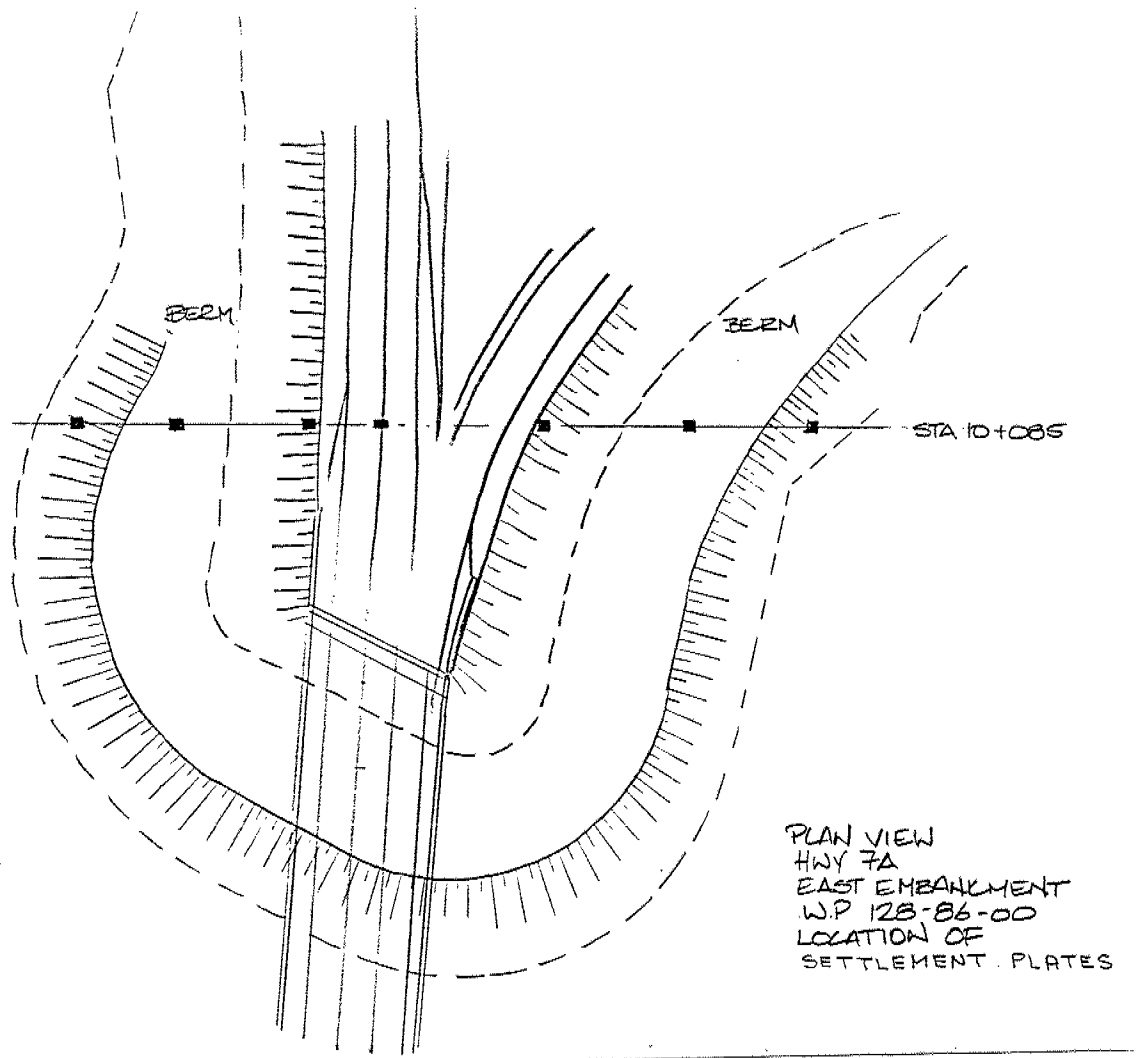 BERM
BERM
STA 10+085
PLAN VIEW
HWY 7A
EAST EMBANKMENT
W.P 128-86-00
LOCATION OF
SETTLEMENT PLATES